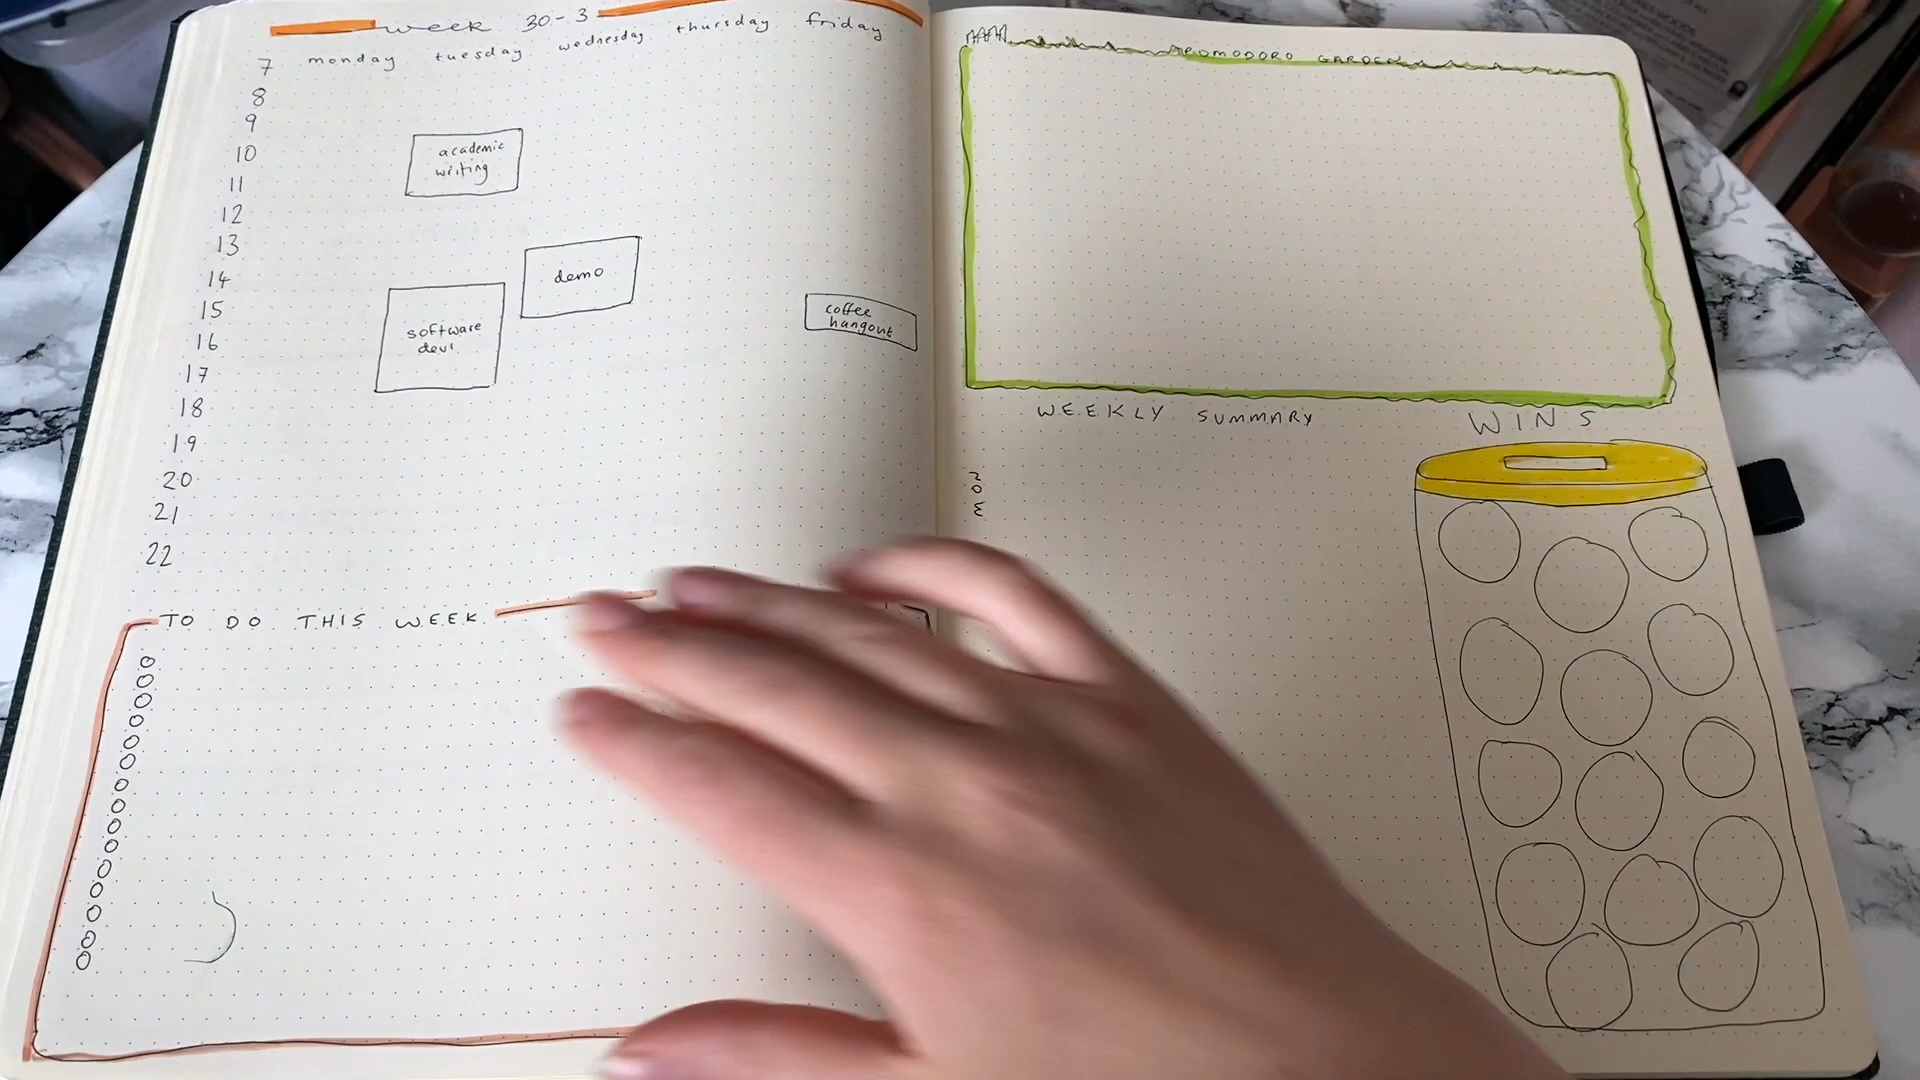 week 30-3
monday tuesday wednesday thursday friday
7
8
9
10
11
12
13
14
15
16
17
18
19
20
21
22
academic
writing
demo
software
devt
coffee
hangout
TO DO THIS WEEK
POMODORO GARDEN
WEEKLY SUMMARY
WINS